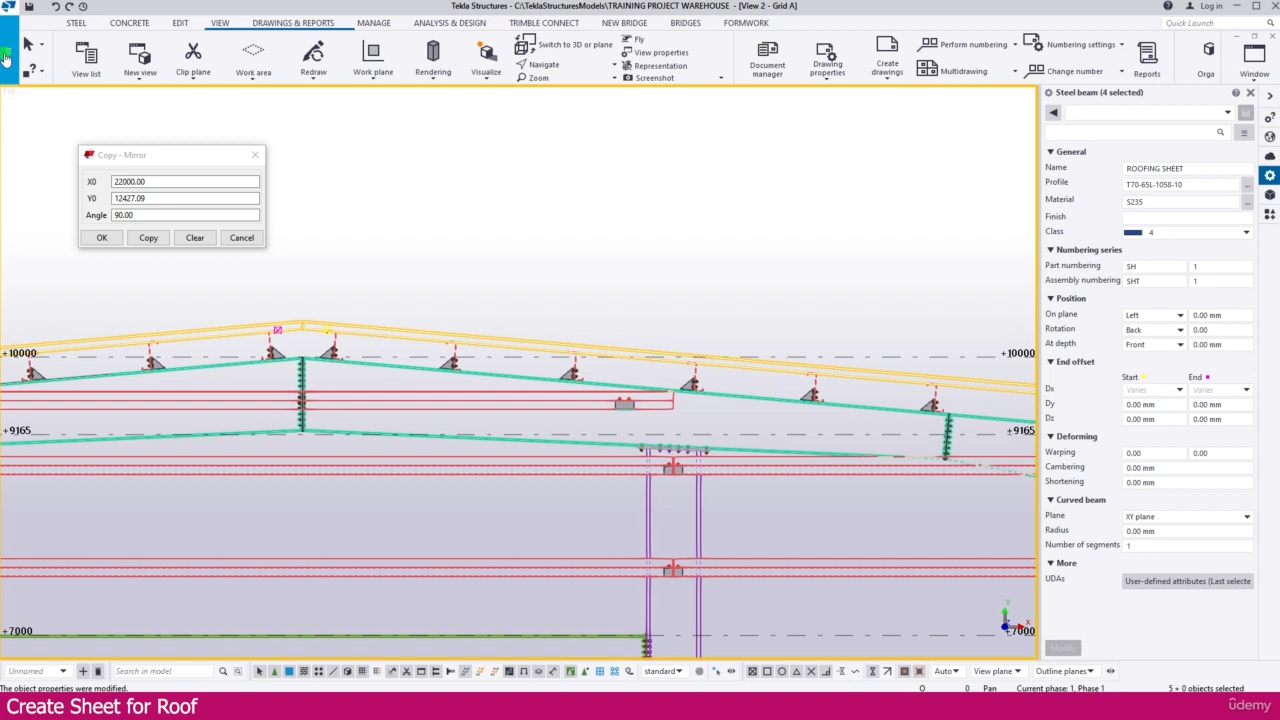 Tekla Structures - C:\TeklaStructuresModels\TRAINING PROJECT WAREHOUSE - [View 2 - Grid A]
Log in
STEEL CONCRETE EDIT VIEW DRAWINGS & REPORTS MANAGE ANALYSIS & DESIGN TRIMBLE CONNECT NEW BRIDGE BRIDGES FORMWORK
Quick Launch
View list
New view
Clip plane
Work area
Redraw
Work plane
Rendering
Visualize
Switch to 3D or plane
Navigate
Zoom
Fly
View properties
Representation
Screenshot
Document manager
Drawing properties
Create drawings
Perform numbering
Multidrawing
Numbering settings
Change number
Reports
Orga
Window
Copy - Mirror
X0 22000.00
Y0 12427.09
Angle 90.00
OK Copy Clear Cancel
+10000 +10000
+9165 +9165
+7000 +7000
Y
X
Steel beam (4 selected)
General
Name ROOFING SHEET
Profile T70-65L-1058-10
Material S235
Finish
Class 4
Numbering series
Part numbering SH 1
Assembly numbering SHT 1
Position
On plane Left 0.00 mm
Rotation Back 0.00
At depth Front 0.00 mm
End offset
Start End
Dx Varies Varies
Dy 0.00 mm 0.00 mm
Dz 0.00 mm 0.00 mm
Deforming
Warping 0.00 0.00
Cambering 0.00 mm
Shortening 0.00 mm
Curved beam
Plane XY plane
Radius 0.00 mm
Number of segments 1
More
UDAs User-defined attributes (Last selecte
Modify
Unnamed Search in model standard Auto View plane Outline planes
The object properties were modified. O 0 Pan Current phase: 1, Phase 1 5 + 0 objects selected
Create Sheet for Roof
ûdemy